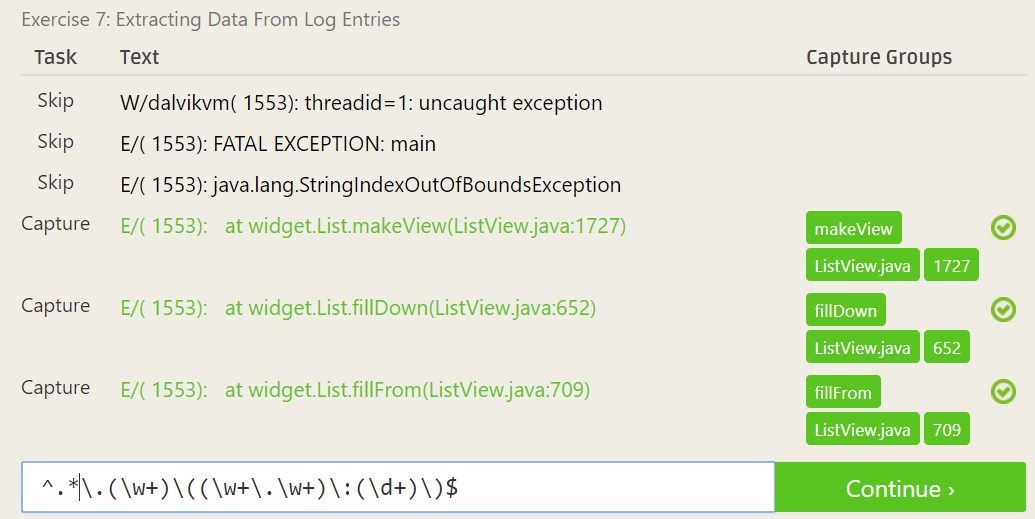 Exercise 7: Extracting Data From Log Entries
Task Text Capture Groups
Skip W/dalvikvm( 1553): threadid=1: uncaught exception
Skip E/( 1553): FATAL EXCEPTION: main
Skip E/( 1553): java.lang.StringIndexOutOfBoundsException
Capture E/( 1553):   at widget.List.makeView(ListView.java:1727) makeView
ListView.java 1727
Capture E/( 1553):   at widget.List.fillDown(ListView.java:652) fillDown
ListView.java 652
Capture E/( 1553):   at widget.List.fillFrom(ListView.java:709) fillFrom
ListView.java 709
^.*\.(\w+)\((\w+\.\w+)\:(\d+)\)$ Continue ›